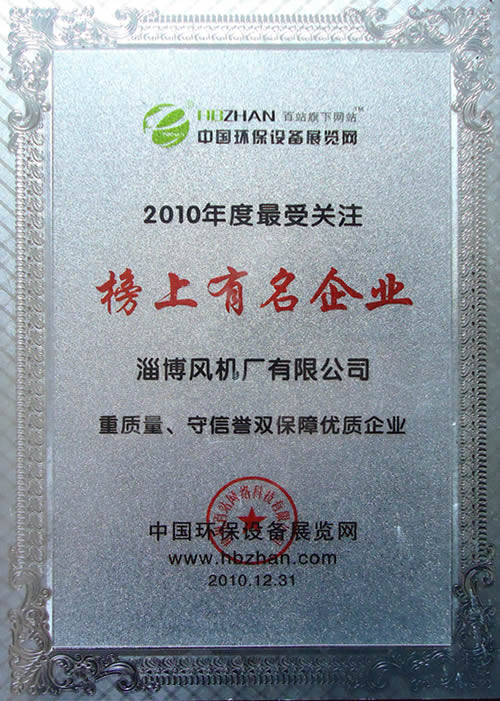 HBZHAN 百站旗下网站™
中国环保设备展览网
2010年度最受关注
榜上有名企业
淄博风机厂有限公司
重质量、守信誉双保障优质企业
中国环保设备展览网
www.hbzhan.com
2010.12.31